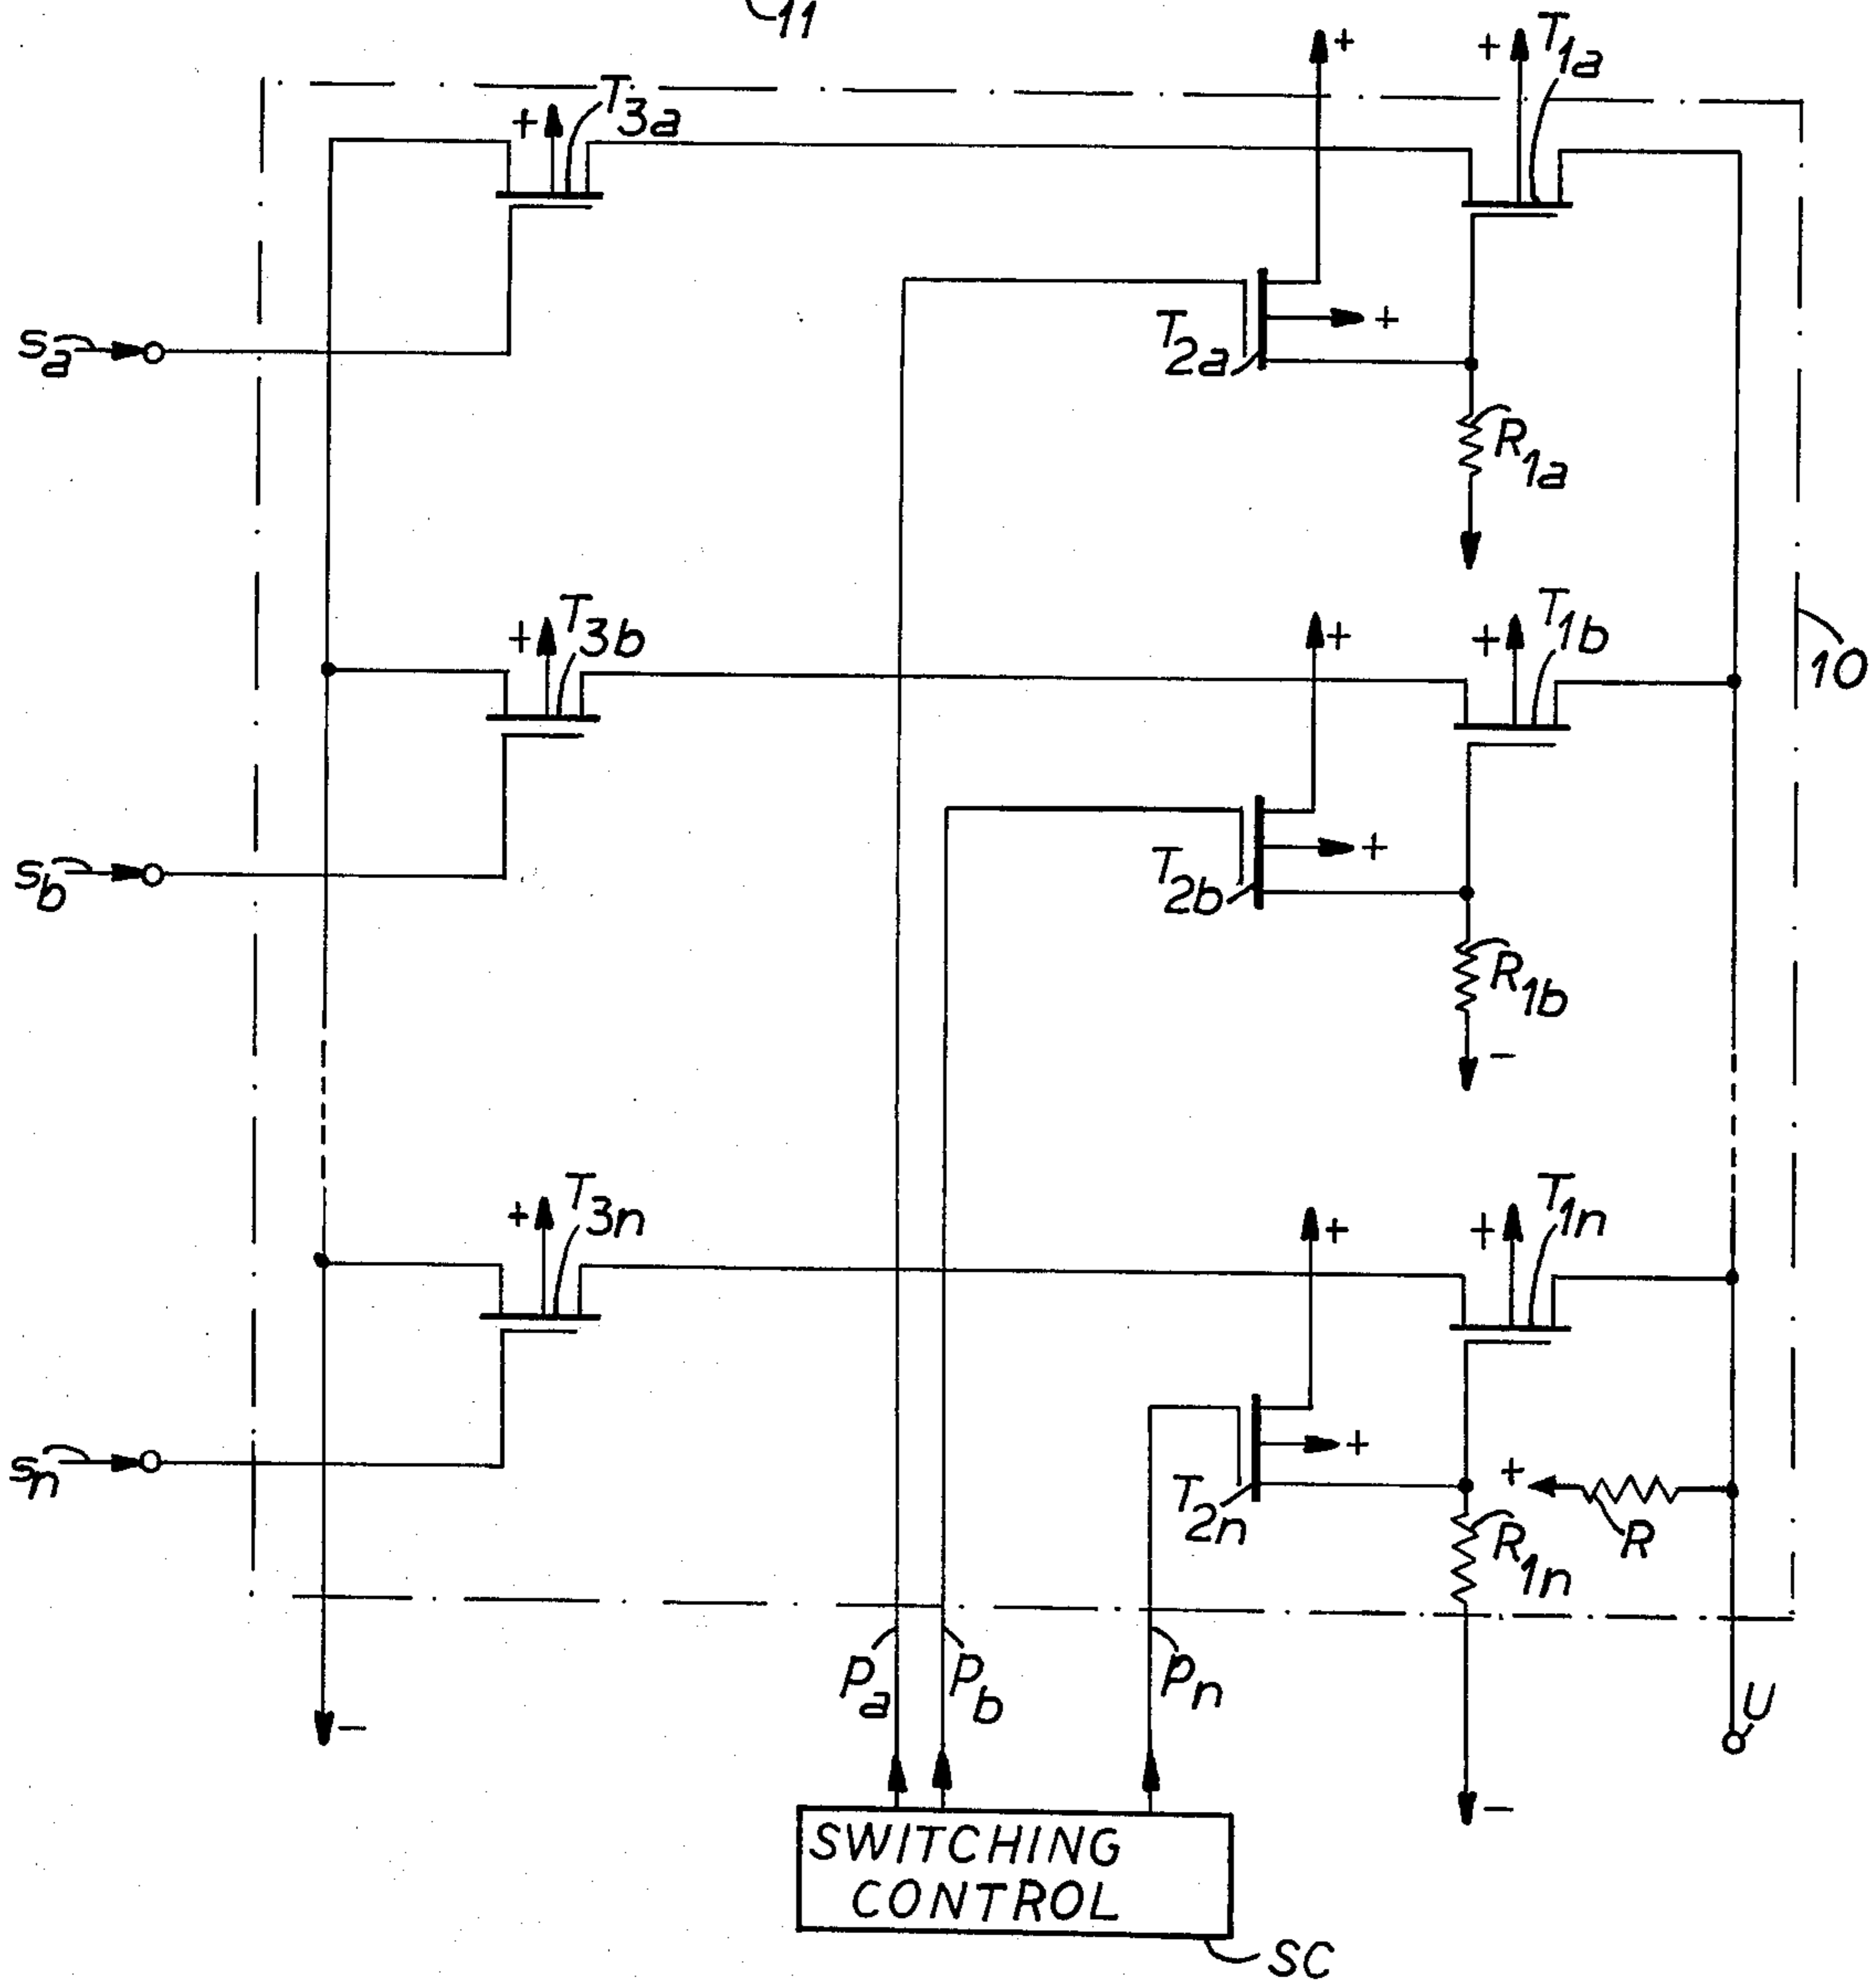 11
+ + T1a
+ T3a
sa
T2a +
R1a
+ T3b + + T1b
10
sb
T2b +
R1b
-
+ T3n + + T1n
sn
T2n + + R
R1n
pa pb pn
- U
-
SWITCHING
CONTROL
SC